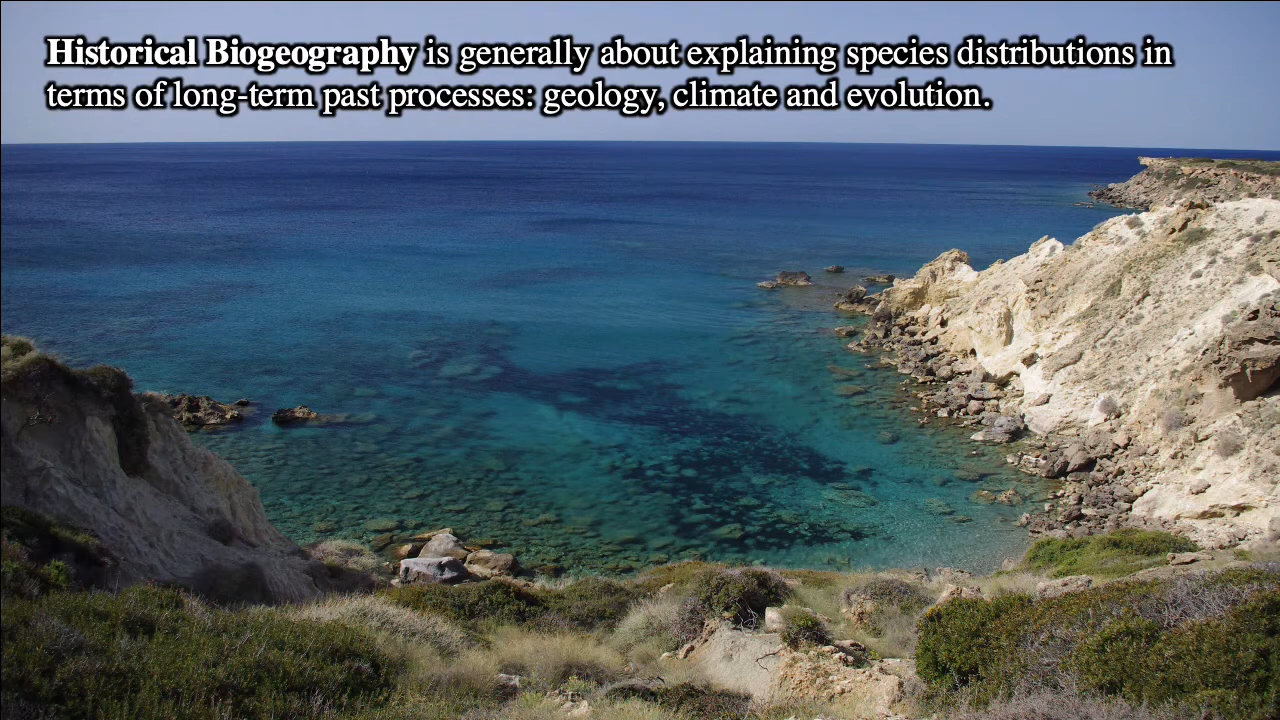 Historical Biogeography is generally about explaining species distributions in
terms of long-term past processes: geology, climate and evolution.